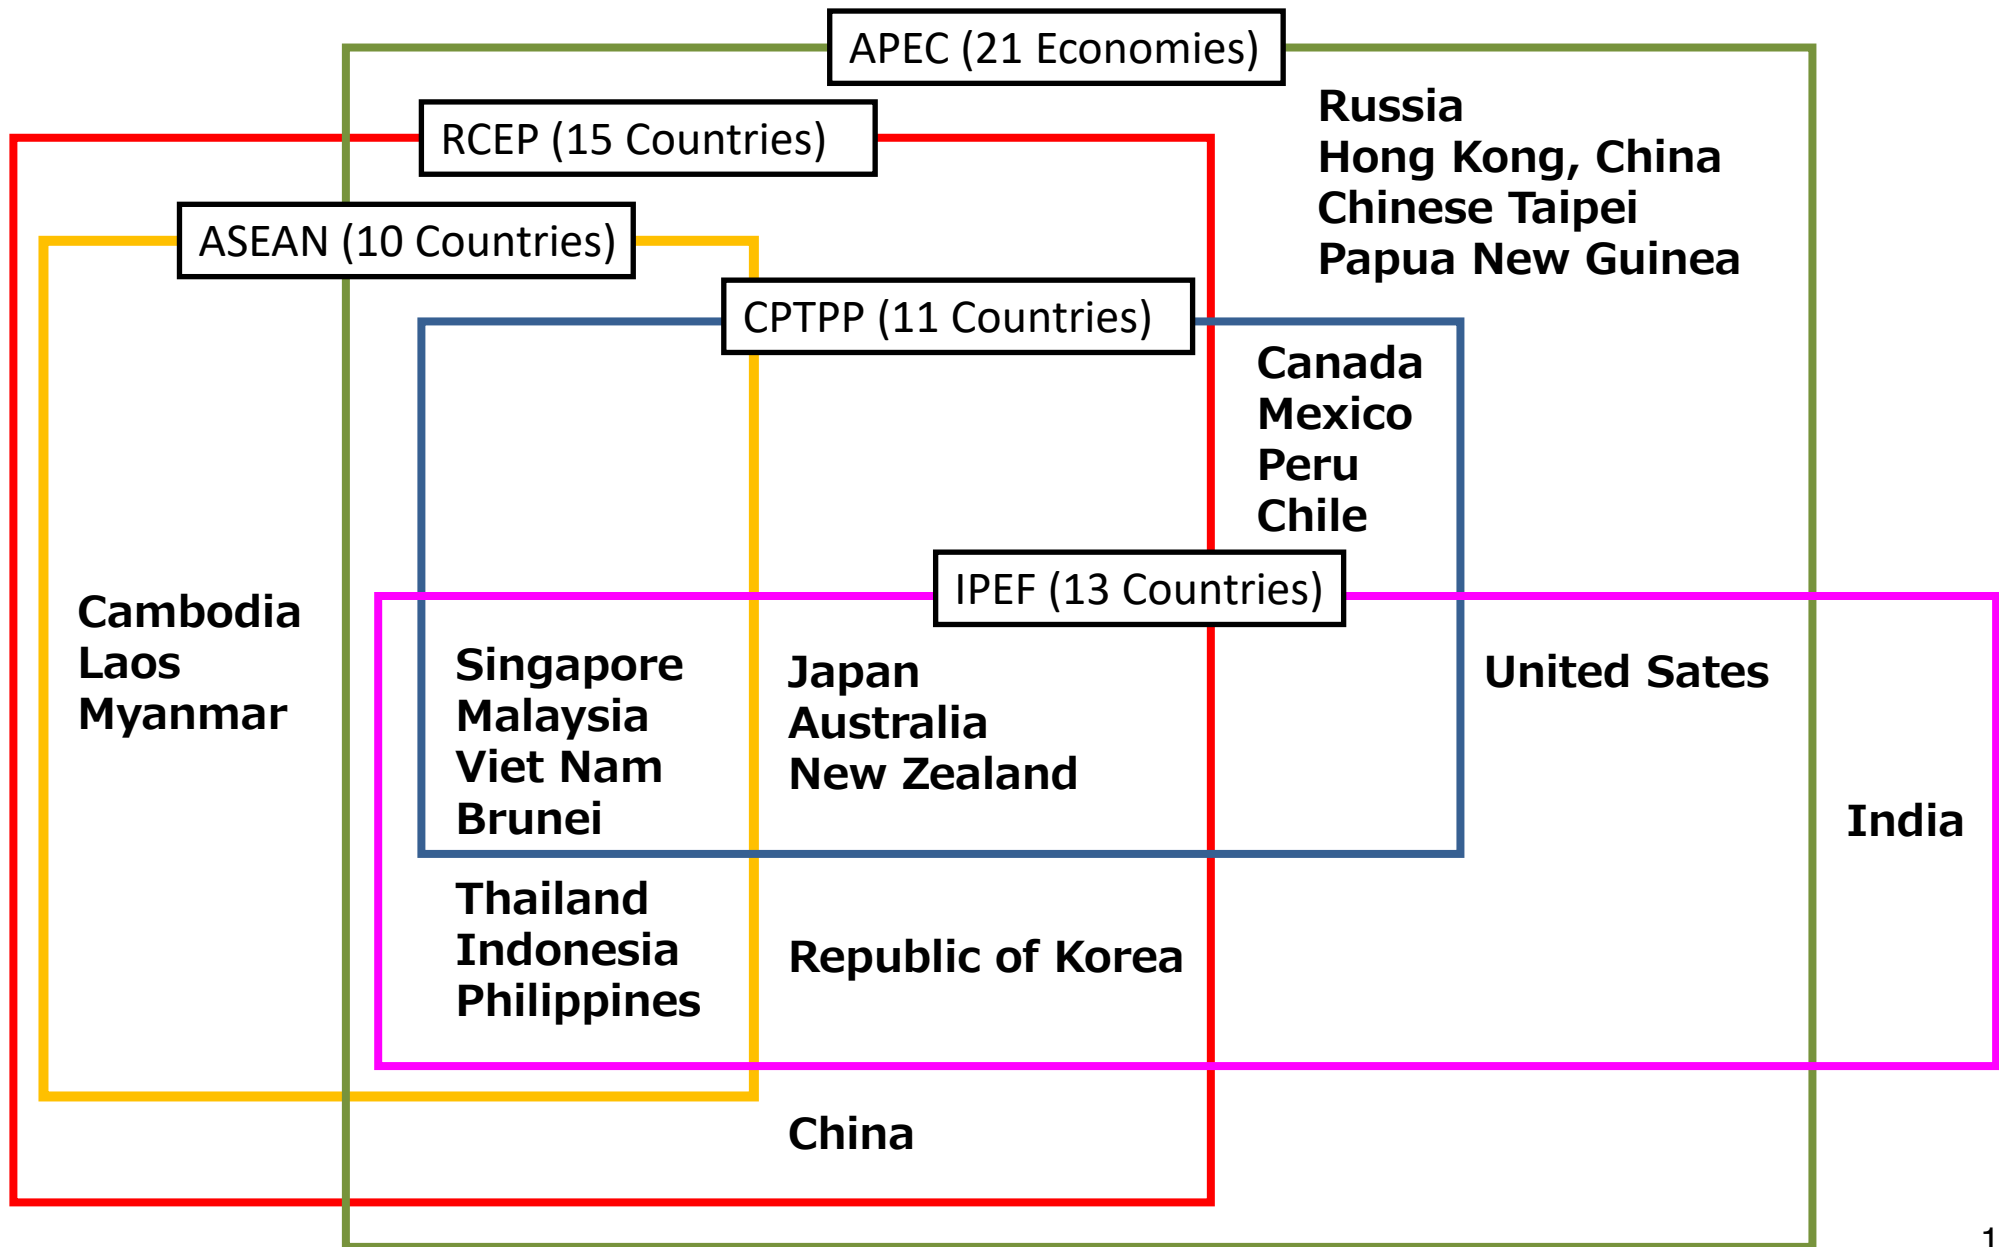 APEC (21 Economies)
RCEP (15 Countries)
ASEAN (10 Countries)
CPTPP (11 Countries)
IPEF (13 Countries)
Russia
Hong Kong, China
Chinese Taipei
Papua New Guinea
Canada
Mexico
Peru
Chile
Cambodia
Laos
Myanmar
Singapore
Malaysia
Viet Nam
Brunei
Japan
Australia
New Zealand
United Sates
India
Thailand
Indonesia
Philippines
Republic of Korea
China
1